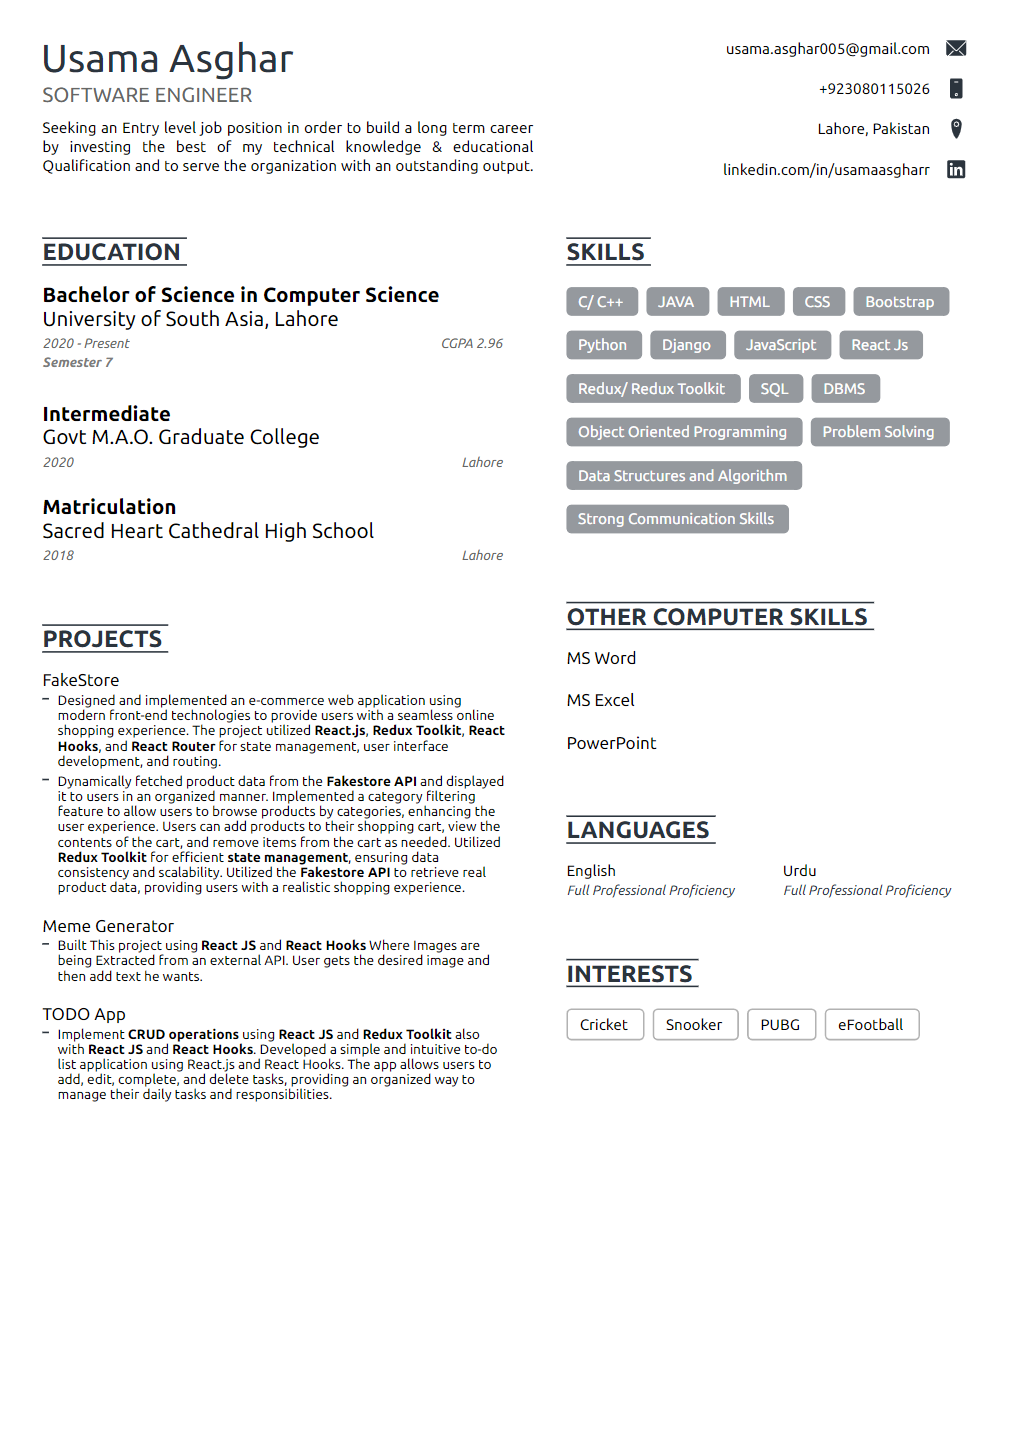 Usama Asghar
SOFTWARE ENGINEER
Seeking an Entry level job position in order to build a long term career
by investing the best of my technical knowledge & educational
Qualification and to serve the organization with an outstanding output.
usama.asghar005@gmail.com
+923080115026
Lahore, Pakistan
linkedin.com/in/usamaasgharr
EDUCATION
Bachelor of Science in Computer Science
University of South Asia, Lahore
2020 - Present CGPA 2.96
Semester 7
Intermediate
Govt M.A.O. Graduate College
2020 Lahore
Matriculation
Sacred Heart Cathedral High School
2018 Lahore
PROJECTS
FakeStore
– Designed and implemented an e-commerce web application using
modern front-end technologies to provide users with a seamless online
shopping experience. The project utilized React.js, Redux Toolkit, React
Hooks, and React Router for state management, user interface
development, and routing.
– Dynamically fetched product data from the Fakestore API and displayed
it to users in an organized manner. Implemented a category filtering
feature to allow users to browse products by categories, enhancing the
user experience. Users can add products to their shopping cart, view the
contents of the cart, and remove items from the cart as needed. Utilized
Redux Toolkit for efficient state management, ensuring data
consistency and scalability. Utilized the Fakestore API to retrieve real
product data, providing users with a realistic shopping experience.
Meme Generator
– Built This project using React JS and React Hooks Where Images are
being Extracted from an external API. User gets the desired image and
then add text he wants.
TODO App
– Implement CRUD operations using React JS and Redux Toolkit also
with React JS and React Hooks. Developed a simple and intuitive to-do
list application using React.js and React Hooks. The app allows users to
add, edit, complete, and delete tasks, providing an organized way to
manage their daily tasks and responsibilities.
SKILLS
C/ C++ JAVA HTML CSS Bootstrap
Python Django JavaScript React Js
Redux/ Redux Toolkit SQL DBMS
Object Oriented Programming Problem Solving
Data Structures and Algorithm
Strong Communication Skills
OTHER COMPUTER SKILLS
MS Word
MS Excel
PowerPoint
LANGUAGES
English Urdu
Full Professional Proficiency Full Professional Proficiency
INTERESTS
Cricket Snooker PUBG eFootball